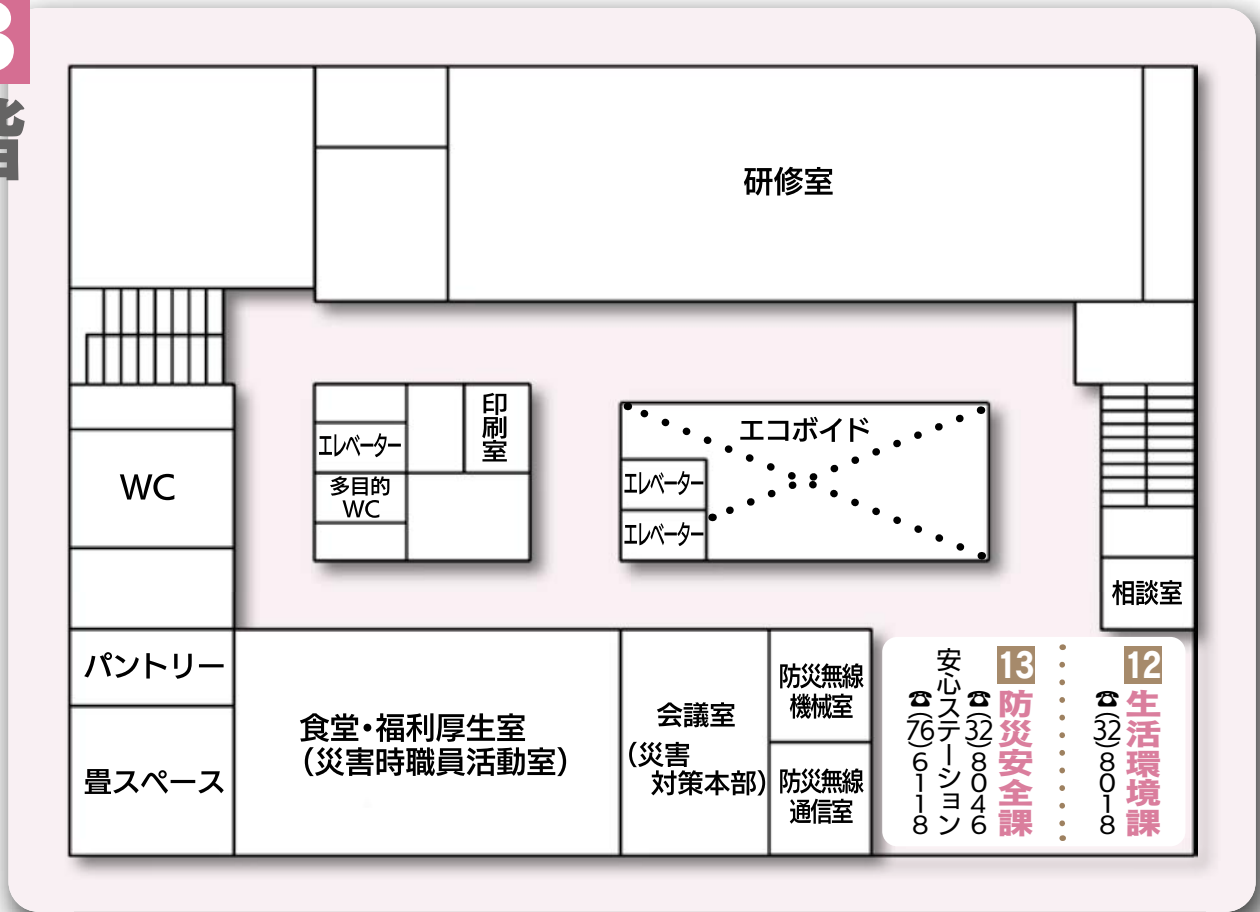 3
階
研修室
エレベーター
多目的
WC
印刷室
エコボイド
エレベーター
エレベーター
WC
相談室
パントリー
畳スペース
食堂・福利厚生室
（災害時職員活動室）
会議室
（災害
対策本部）
防災無線
機械室
防災無線
通信室
12
生活環境課
☎(32)8018
13
防災安全課
☎(32)8046
安心ステーション
☎(76)6118